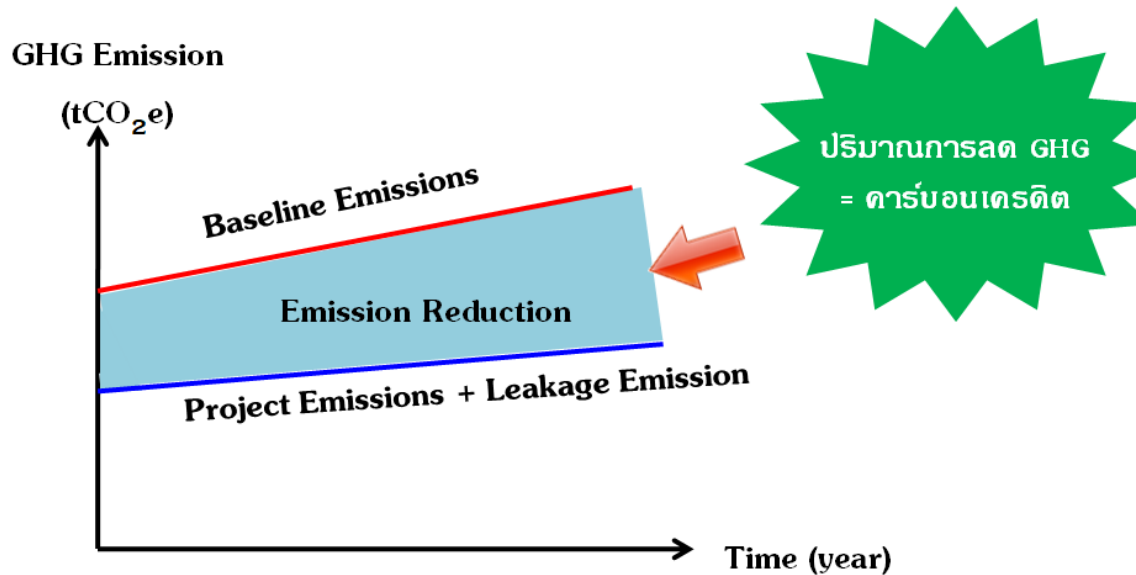 GHG Emission
(tCO₂e)
Baseline Emissions
Emission Reduction
Project Emissions + Leakage Emission
Time (year)
ปริมาณการลด GHG
= คาร์บอนเครดิต